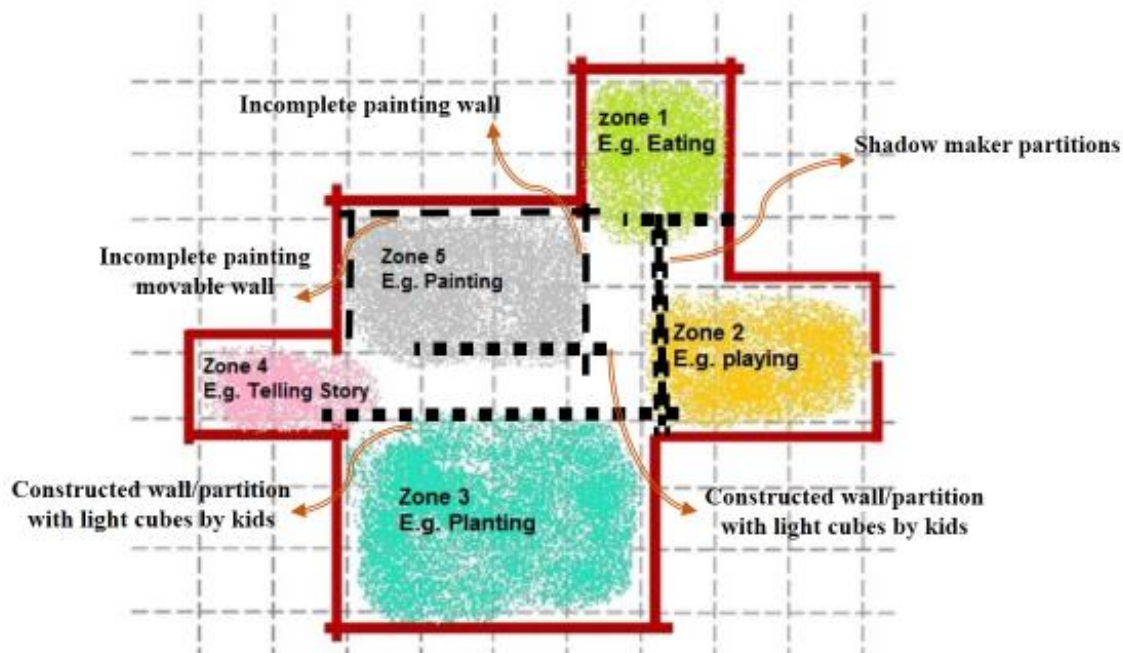 Incomplete painting wall
zone 1
E.g. Eating
Shadow maker partitions
Incomplete painting
movable wall
Zone 5
E.g. Painting
Zone 2
E.g. playing
Zone 4
E.g. Telling Story
Constructed wall/partition
with light cubes by kids
Zone 3
E.g. Planting
Constructed wall/partition
with light cubes by kids